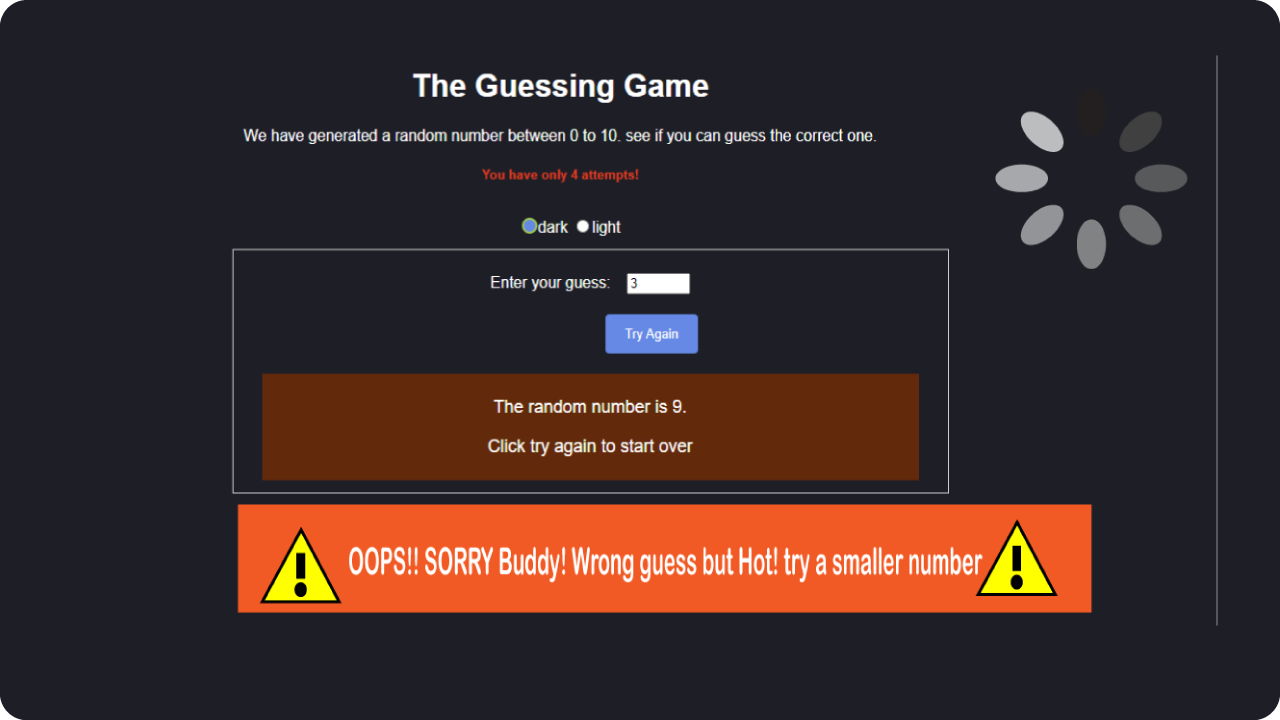 The Guessing Game
We have generated a random number between 0 to 10. see if you can guess the correct one.
You have only 4 attempts!
dark light
Enter your guess: 3
Try Again
The random number is 9.
Click try again to start over
OOPS!! SORRY Buddy! Wrong guess but Hot! try a smaller number